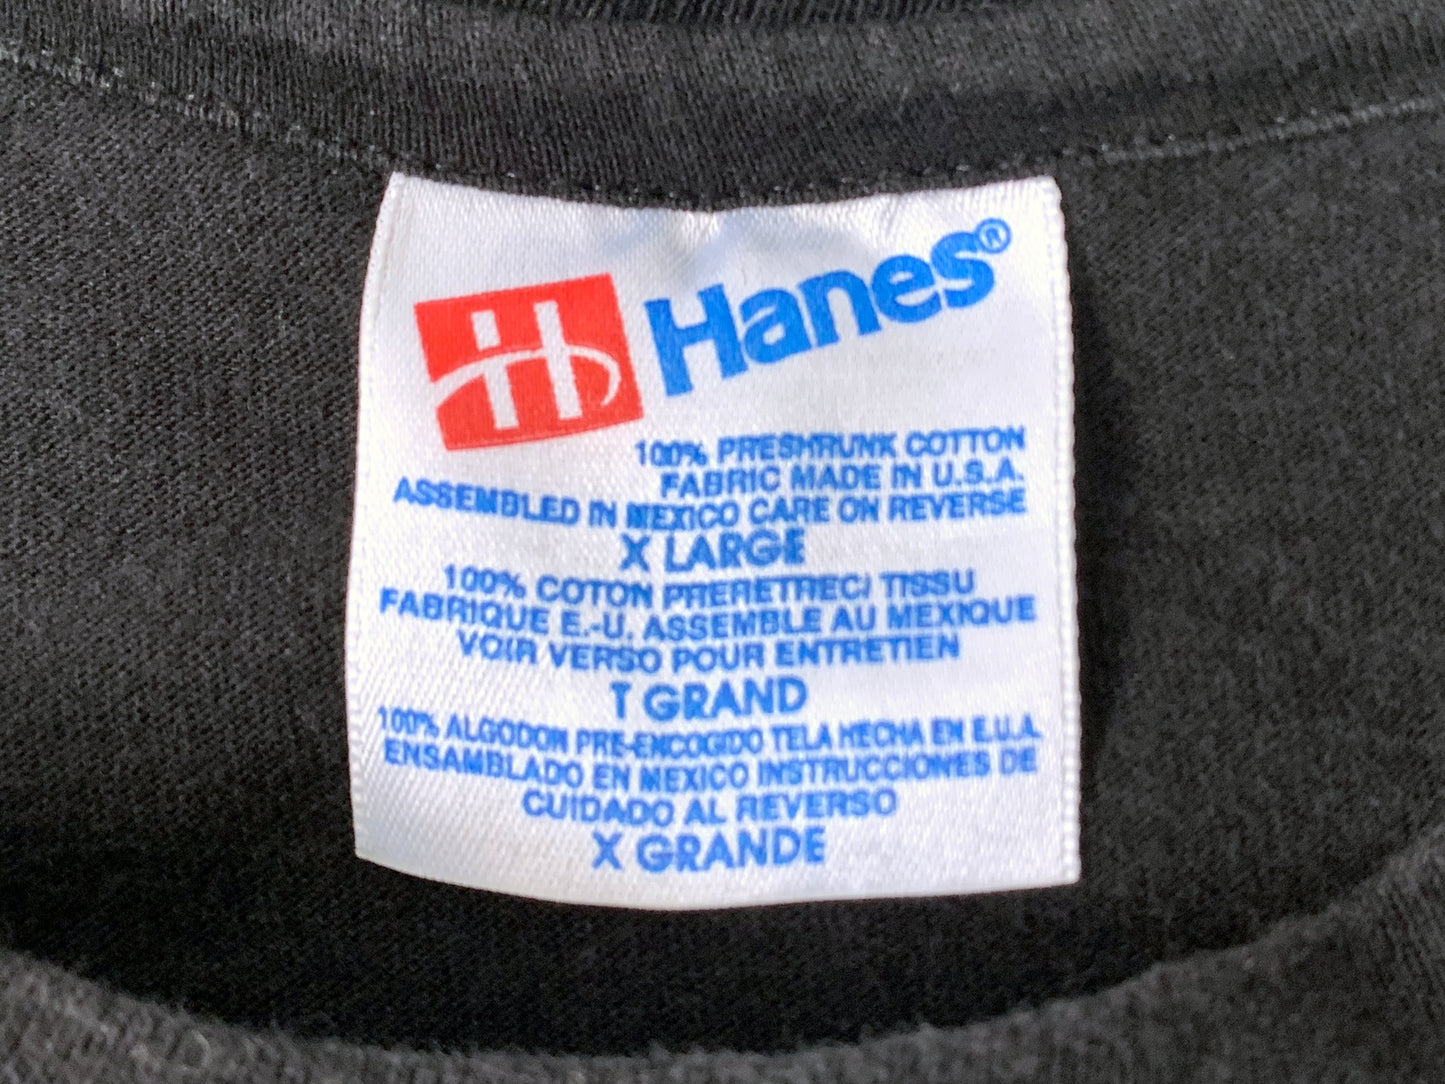 H Hanes®
100% PRESHRUNK COTTON
FABRIC MADE IN U.S.A.
ASSEMBLED IN MEXICO CARE ON REVERSE
X LARGE
100% COTON PRERETRECI TISSU
FABRIQUE E.-U. ASSEMBLE AU MEXIQUE
VOIR VERSO POUR ENTRETIEN
T GRAND
100% ALGODON PRE-ENCOGIDO TELA HECHA EN E.U.A.
ENSAMBLADO EN MEXICO INSTRUCCIONES DE
CUIDADO AL REVERSO
X GRANDE